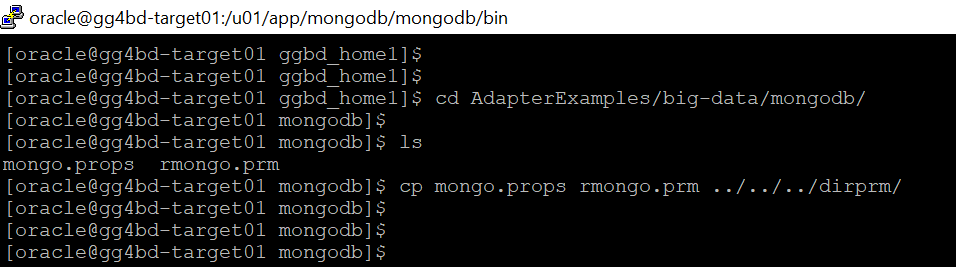 oracle@gg4bd-target01:/u01/app/mongodb/mongodb/bin
[oracle@gg4bd-target01 ggbd_home1]$
[oracle@gg4bd-target01 ggbd_home1]$
[oracle@gg4bd-target01 ggbd_home1]$ cd AdapterExamples/big-data/mongodb/
[oracle@gg4bd-target01 mongodb]$
[oracle@gg4bd-target01 mongodb]$ ls
mongo.props  rmongo.prm
[oracle@gg4bd-target01 mongodb]$ cp mongo.props rmongo.prm ../../../dirprm/
[oracle@gg4bd-target01 mongodb]$
[oracle@gg4bd-target01 mongodb]$
[oracle@gg4bd-target01 mongodb]$